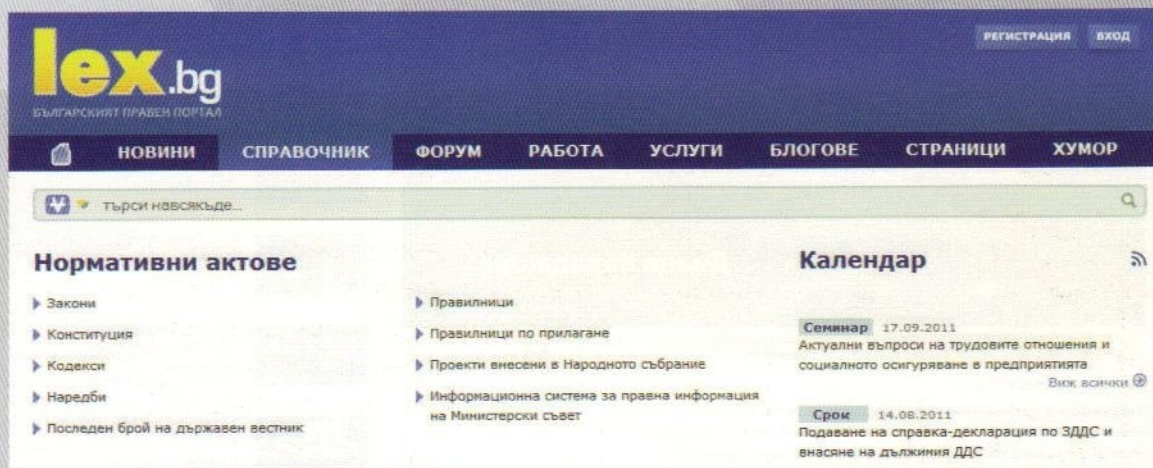 РЕГИСТРАЦИЯ ВХОД
lex.bg
БЪЛГАРСКИЯТ ПРАВЕН ПОРТАЛ
НОВИНИ СПРАВОЧНИК ФОРУМ РАБОТА УСЛУГИ БЛОГОВЕ СТРАНИЦИ ХУМОР
търси навсякъде...
Нормативни актове
Закони
Конституция
Кодекси
Наредби
Последен брой на държавен вестник
Правилници
Правилници по прилагане
Проекти внесени в Народното събрание
Информационна система за правна информация
на Министерски съвет
Календар
Семинар 17.09.2011
Актуални въпроси на трудовите отношения и
социалното осигуряване в предприятията
Виж всички
Срок 14.08.2011
Подаване на справка-декларация по ЗДДС и
внасяне на дължимия ДДС